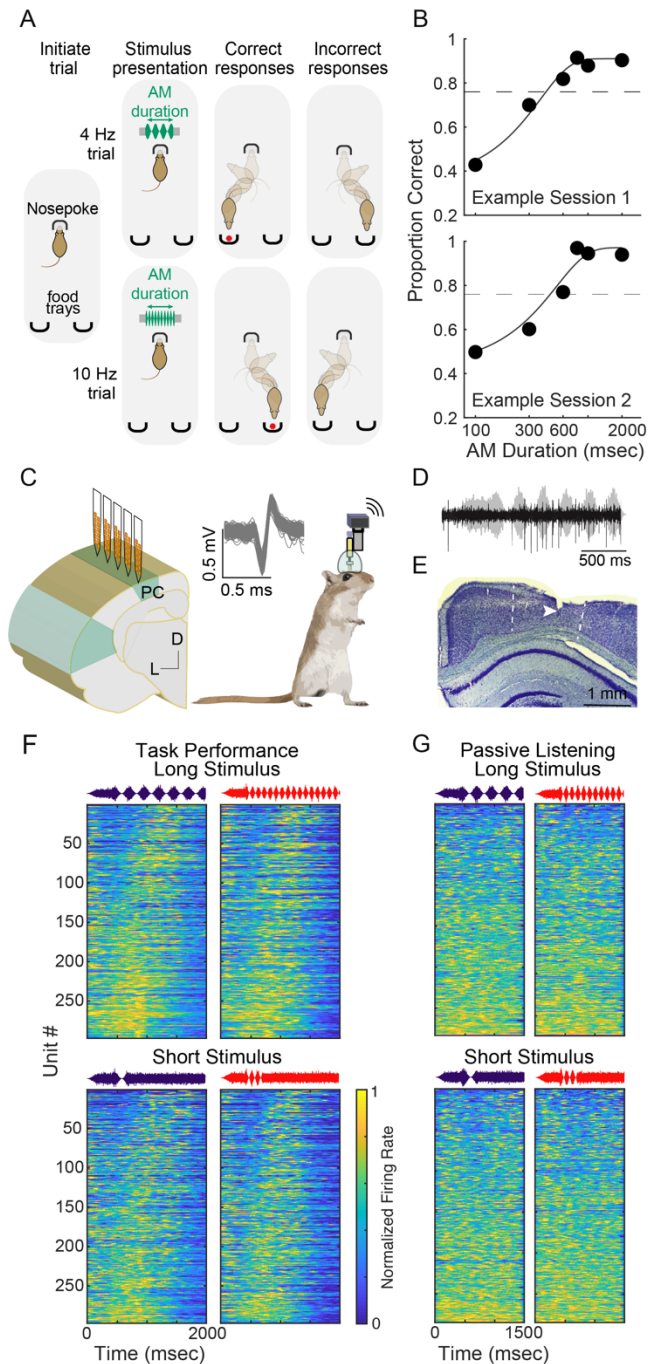 A
Initiate trial
Stimulus presentation
Correct responses
Incorrect responses
AM duration
4 Hz trial
Nosepoke
food trays
AM duration
10 Hz trial
B
Proportion Correct
1
0.8
0.6
0.4
0.2
Example Session 1
1
0.8
0.6
0.4
0.2
Example Session 2
100 300 600 2000
AM Duration (msec)
C
PC
D
L
0.5 mV
0.5 ms
D
500 ms
E
1 mm
F
Task Performance
Long Stimulus
50
100
150
200
250
Unit #
Short Stimulus
50
100
150
200
250
0 2000
Time (msec)
1
Normalized Firing Rate
0
G
Passive Listening
Long Stimulus
Short Stimulus
0 1500
Time (msec)